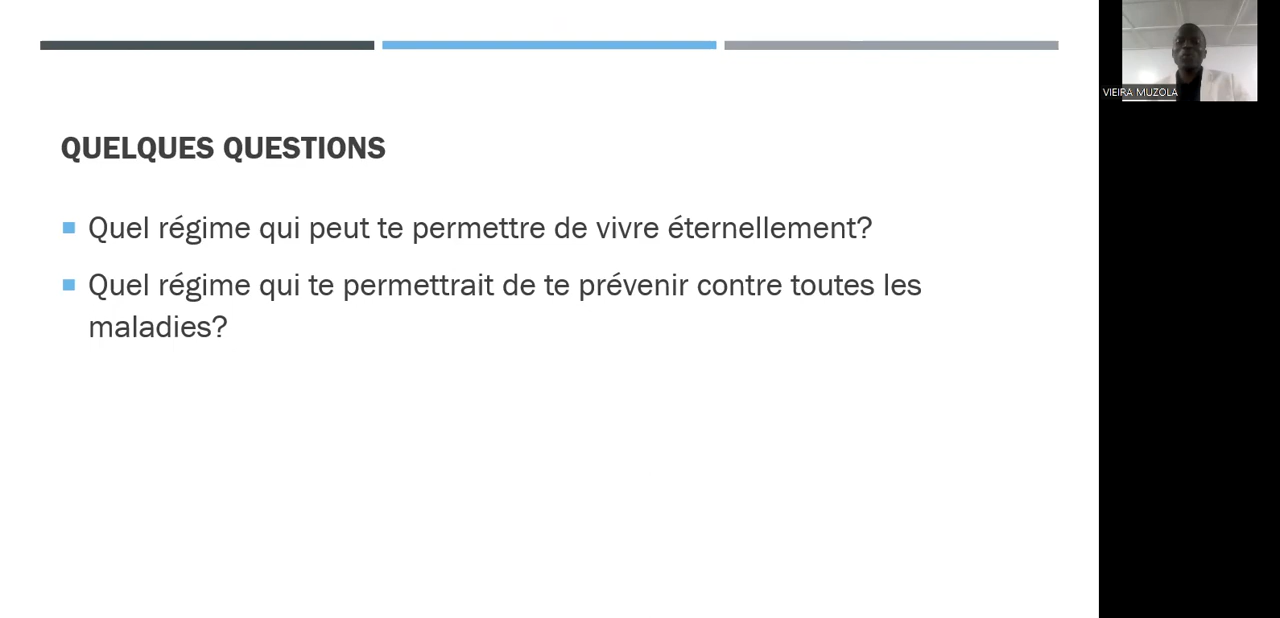 QUELQUES QUESTIONS
Quel régime qui peut te permettre de vivre éternellement?
Quel régime qui te permettrait de te prévenir contre toutes les
maladies?
VIEIRA MUZOLA